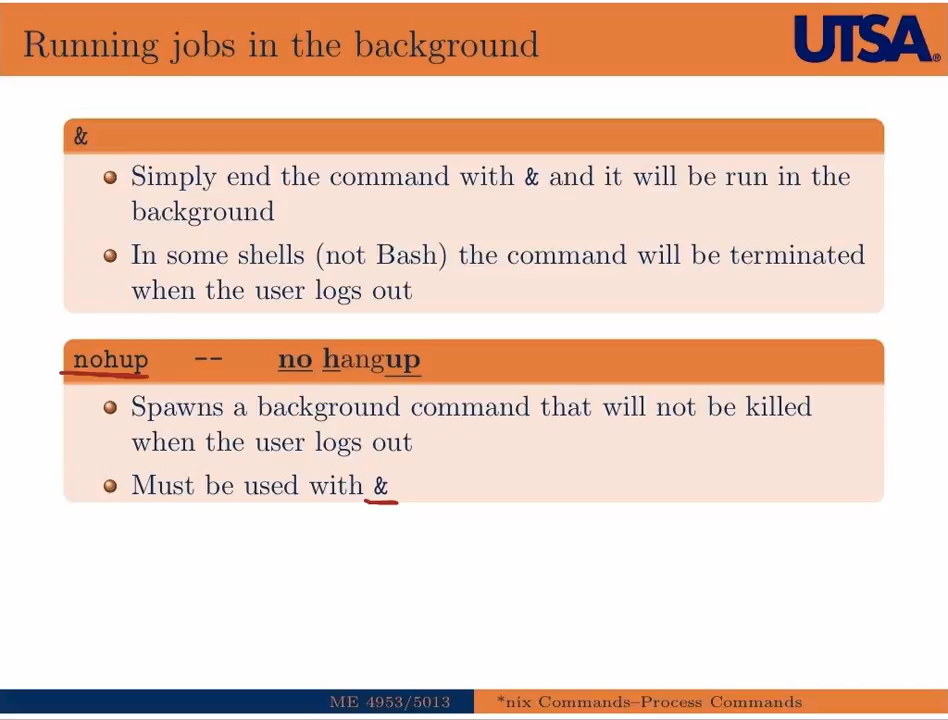 Running jobs in the background
UTSA®
&
Simply end the command with & and it will be run in the
background
In some shells (not Bash) the command will be terminated
when the user logs out
nohup -- no hangup
Spawns a background command that will not be killed
when the user logs out
Must be used with &
ME 4953/5013
*nix Commands–Process Commands